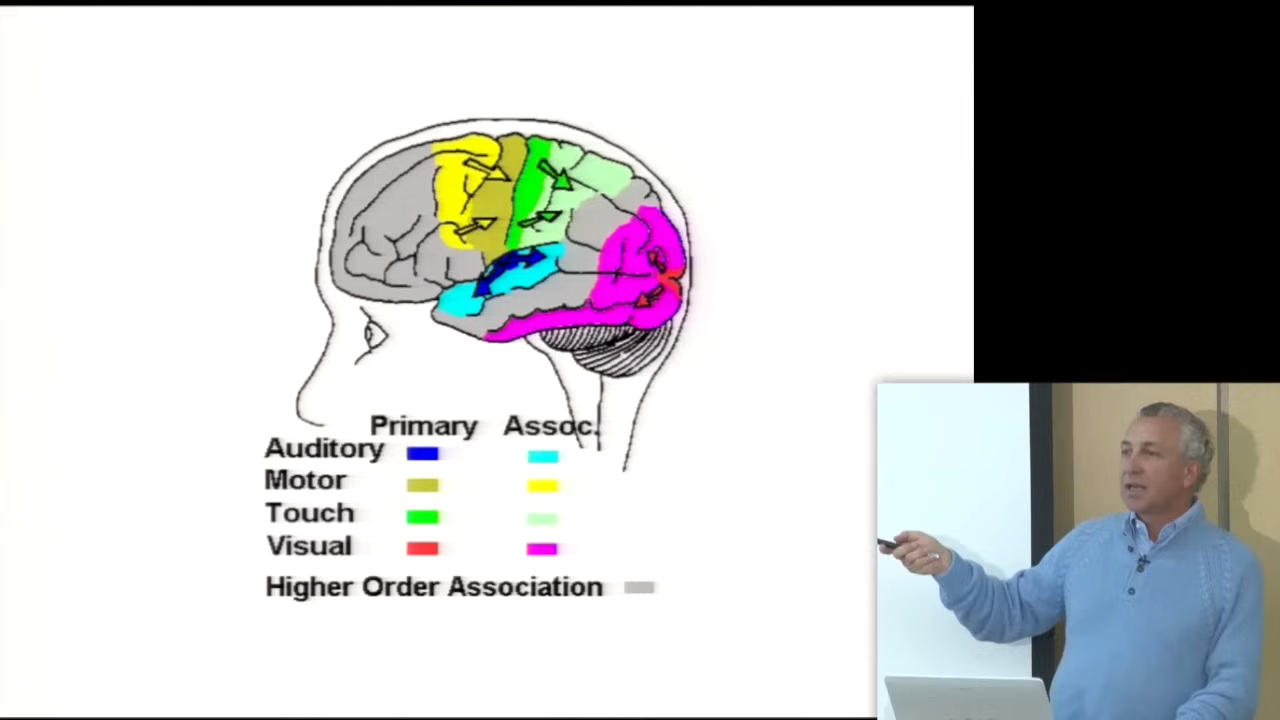 Primary Assoc.
Auditory
Motor
Touch
Visual
Higher Order Association